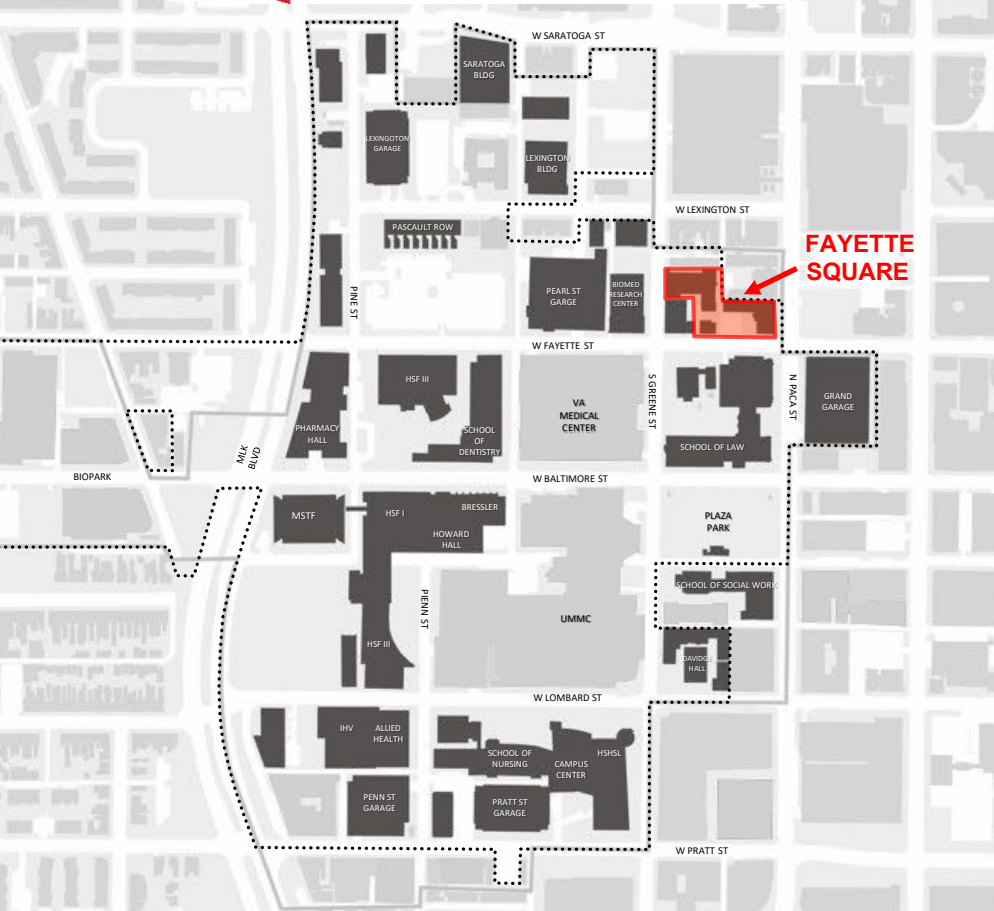 W SARATOGA ST
SARATOGA
BLDG
LEXINGOTON
GARAGE
LEXINGTON
BLDG
W LEXINGTON ST
PASCAULT ROW
FAYETTE
SQUARE
PINE ST
PEARL ST
GARGE
BIOMED
RESEARCH
CENTER
W FAYETTE ST
HSF III
PHARMACY
HALL
SCHOOL
OF
DENTISTRY
VA
MEDICAL
CENTER
S GREENE ST
SCHOOL OF LAW
N PACA ST
GRAND
GARAGE
MLK
BLVD
BIOPARK
W BALTIMORE ST
MSTF
HSF I
BRESSLER
HOWARD
HALL
PLAZA
PARK
SCHOOL OF SOCIAL WORK
PIENN ST
UMMC
HSF III
DAVIDGE
HALL
W LOMBARD ST
IHV
ALLIED
HEALTH
SCHOOL OF
NURSING
CAMPUS
CENTER
HSHSL
PENN ST
GARAGE
PRATT ST
GARAGE
W PRATT ST